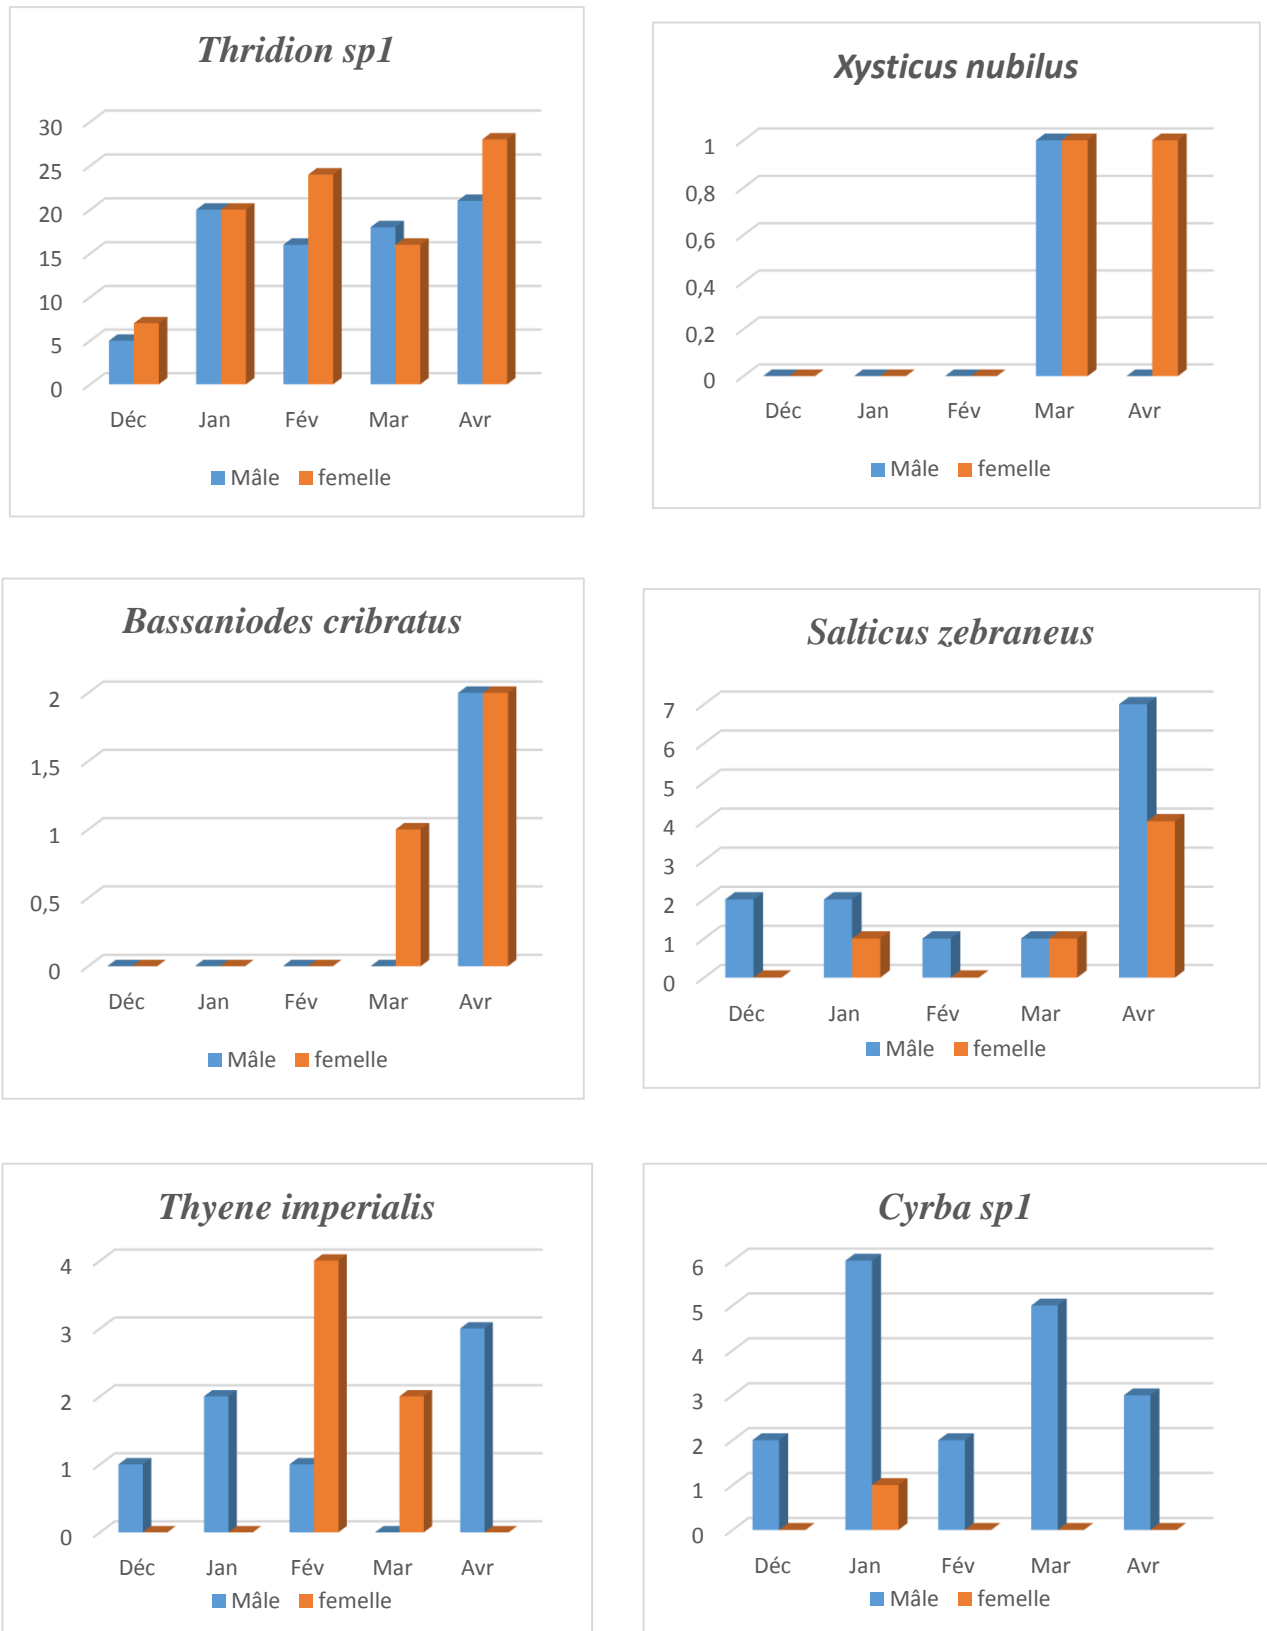 Thridion sp1
30
25
20
15
10
5
0
Déc Jan Fév Mar Avr
Mâle femelle
Xysticus nubilus
1
0,8
0,6
0,4
0,2
0
Déc Jan Fév Mar Avr
Mâle femelle
Bassaniodes cribratus
2
1,5
1
0,5
0
Déc Jan Fév Mar Avr
Mâle femelle
Salticus zebraneus
7
6
5
4
3
2
1
0
Déc Jan Fév Mar Avr
Mâle femelle
Thyene imperialis
4
3
2
1
0
Déc Jan Fév Mar Avr
Mâle femelle
Cyrba sp1
6
5
4
3
2
1
0
Déc Jan Fév Mar Avr
Mâle femelle